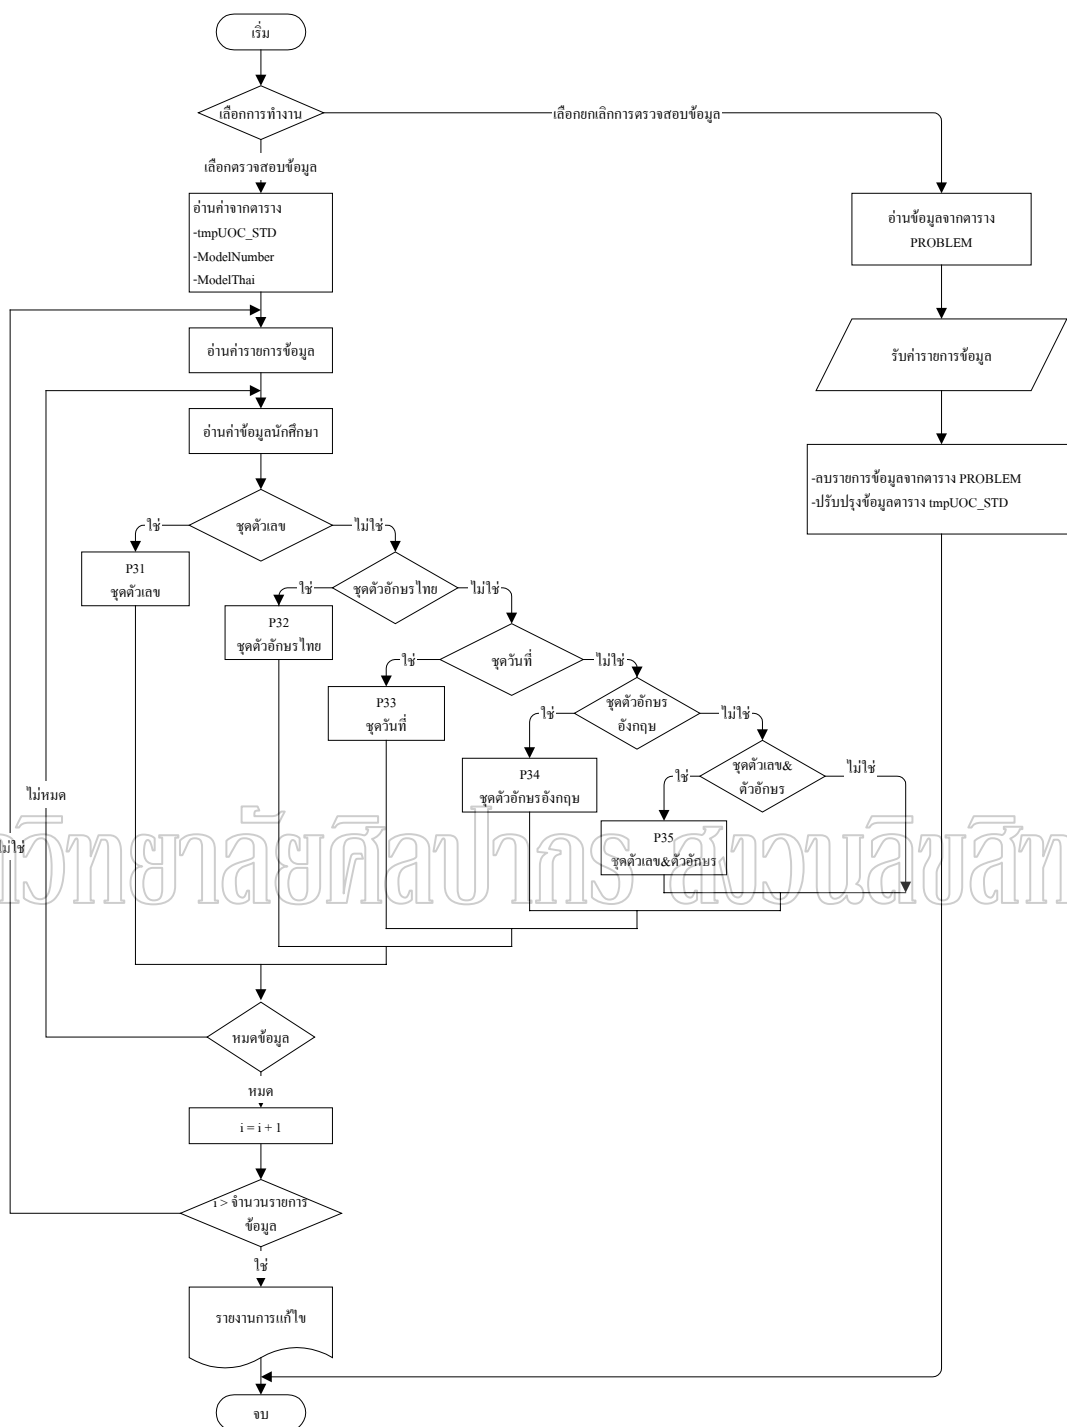 เริ่ม
เลือกการทำงาน
เลือกยกเลิกการตรวจสอบข้อมูล
เลือกตรวจสอบข้อมูล
อ่านค่าจากตาราง
-tmpUOC_STD
-ModelNumber
-ModelThai
อ่านข้อมูลจากตาราง
PROBLEM
อ่านค่ารายการข้อมูล
รับค่ารายการข้อมูล
อ่านค่าข้อมูลนักศึกษา
-ลบรายการข้อมูลจากตาราง PROBLEM
-ปรับปรุงข้อมูลตาราง tmpUOC_STD
ใช่
ชุดตัวเลข
ไม่ใช่
P31
ชุดตัวเลข
ใช่
ชุดตัวอักษรไทย
ไม่ใช่
P32
ชุดตัวอักษรไทย
ใช่
ชุดวันที่
ไม่ใช่
P33
ชุดวันที่
ใช่
ชุดตัวอักษร
อังกฤษ
ไม่ใช่
P34
ชุดตัวอักษรอังกฤษ
ใช่
ชุดตัวเลข&
ตัวอักษร
ไม่ใช่
P35
ชุดตัวเลข&ตัวอักษร
ไม่หมด
ไม่ใช่
หมดข้อมูล
หมด
i = i + 1
i > จำนวนรายการ
ข้อมูล
ใช่
รายงานการแก้ไข
จบ